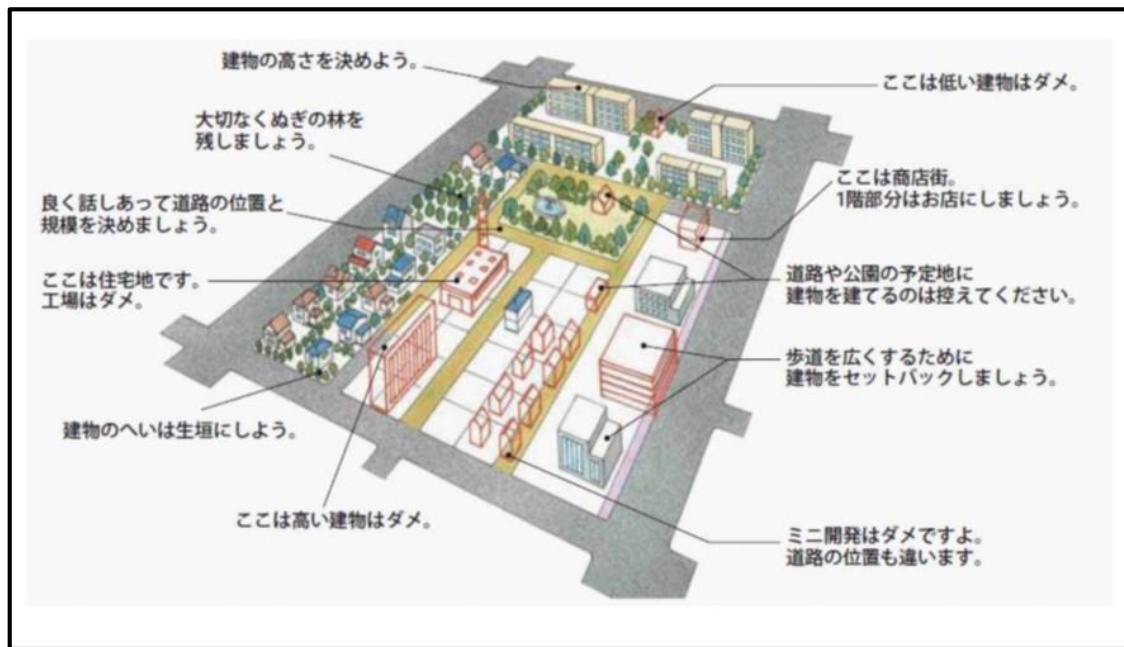 建物の高さを決めよう。
ここは低い建物はダメ。
大切なくぬぎの林を
残しましょう。
良く話しあって道路の位置と
規模を決めましょう。
ここは商店街。
1階部分はお店にしましょう。
ここは住宅地です。
工場はダメ。
道路や公園の予定地に
建物を建てるのは控えてください。
歩道を広くするために
建物をセットバックしましょう。
建物のへいは生垣にしよう。
ここは高い建物はダメ。
ミニ開発はダメですよ。
道路の位置も違います。